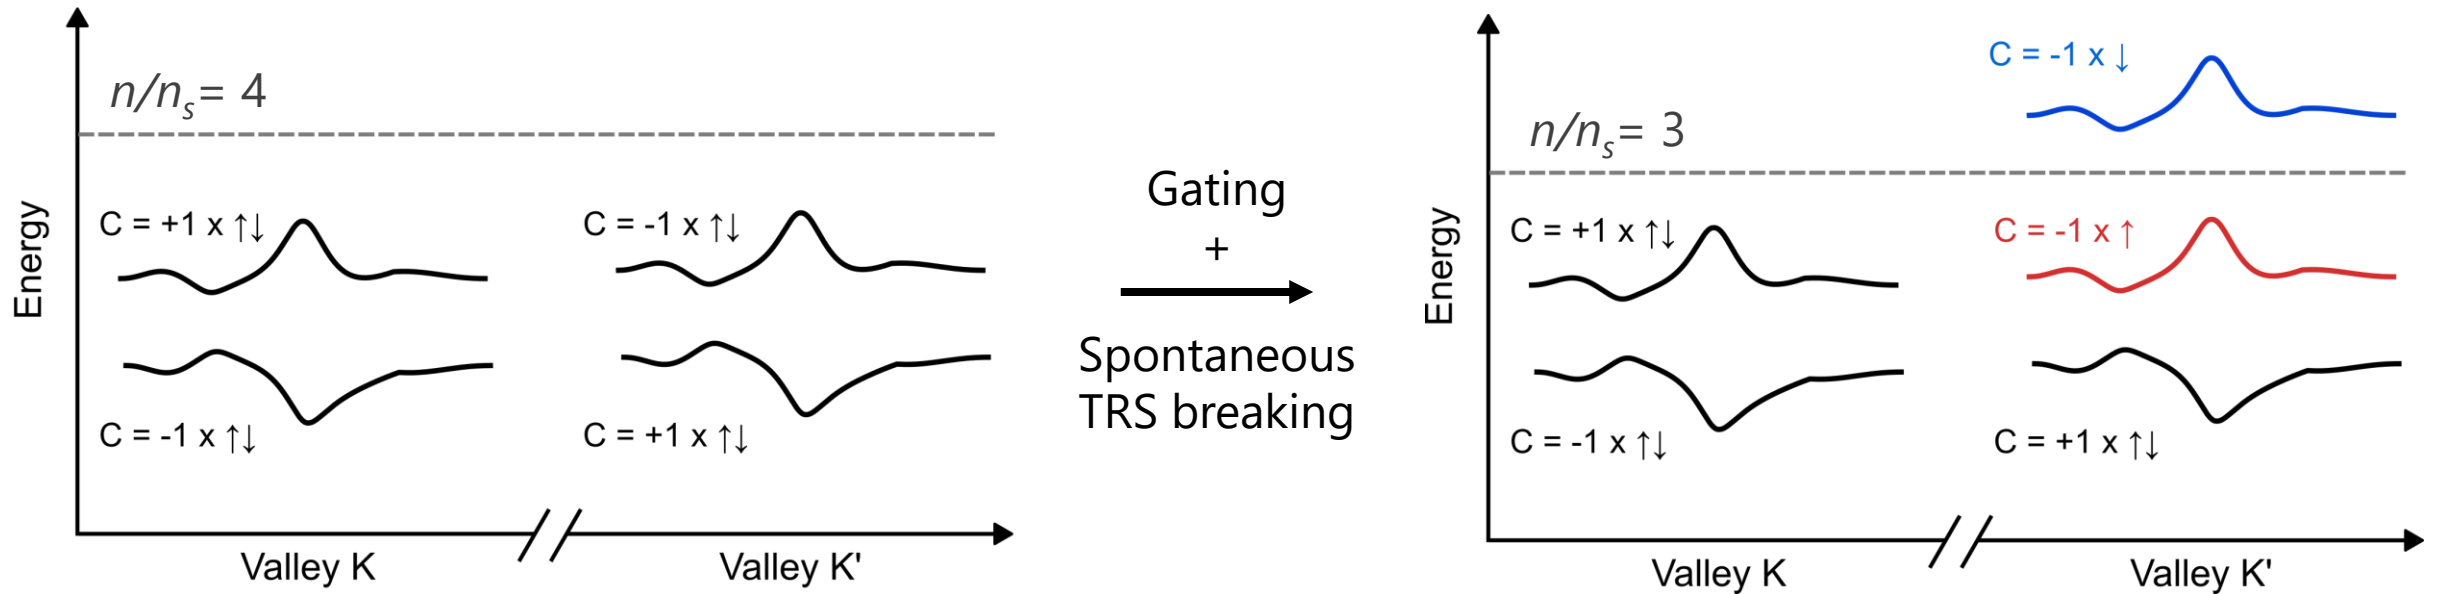 n/ns = 4
Energy
C = +1 x ↑↓
C = -1 x ↑↓
C = -1 x ↑↓
C = +1 x ↑↓
Valley K
Valley K'
Gating
+
Spontaneous
TRS breaking
C = -1 x ↓
n/ns = 3
Energy
C = +1 x ↑↓
C = -1 x ↑
C = -1 x ↑↓
C = +1 x ↑↓
Valley K
Valley K'